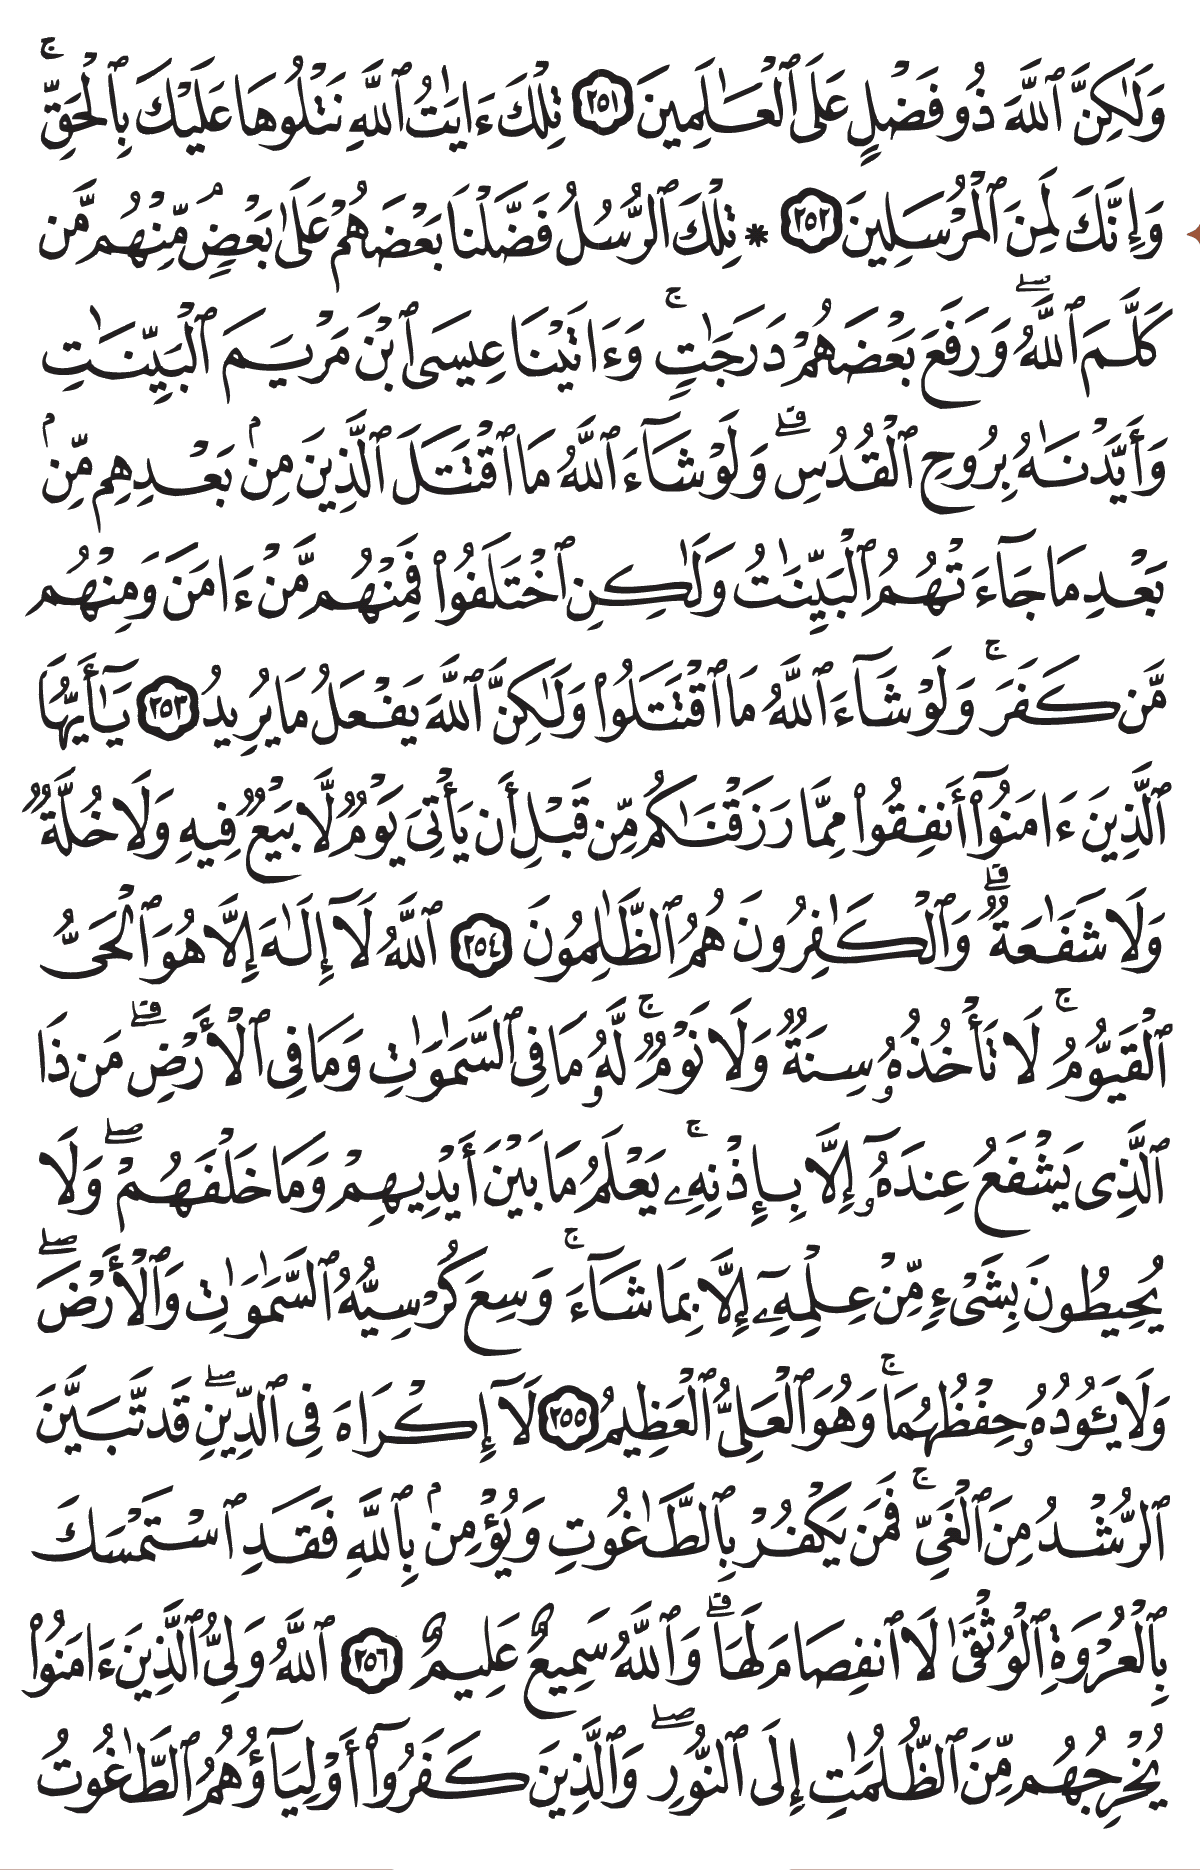 وَلَٰكِنَّ ٱللَّهَ ذُو فَضْلٍ عَلَى ٱلْعَٰلَمِينَ ٢٥١ تِلْكَ ءَايَٰتُ ٱللَّهِ نَتْلُوهَا عَلَيْكَ بِٱلْحَقِّۚ
وَإِنَّكَ لَمِنَ ٱلْمُرْسَلِينَ ٢٥٢ * تِلْكَ ٱلرُّسُلُ فَضَّلْنَا بَعْضَهُمْ عَلَىٰ بَعْضٍۢ مِّنْهُم مَّن
كَلَّمَ ٱللَّهُۖ وَرَفَعَ بَعْضَهُمْ دَرَجَٰتٍۚ وَءَاتَيْنَا عِيسَى ٱبْنَ مَرْيَمَ ٱلْبَيِّنَٰتِ
وَأَيَّدْنَٰهُ بِرُوحِ ٱلْقُدُسِۗ وَلَوْ شَآءَ ٱللَّهُ مَا ٱقْتَتَلَ ٱلَّذِينَ مِنۢ بَعْدِهِم مِّنۢ
بَعْدِ مَا جَآءَتْهُمُ ٱلْبَيِّنَٰتُ وَلَٰكِنِ ٱخْتَلَفُوا۟ فَمِنْهُم مَّنْ ءَامَنَ وَمِنْهُم
مَّن كَفَرَۚ وَلَوْ شَآءَ ٱللَّهُ مَا ٱقْتَتَلُوا۟ وَلَٰكِنَّ ٱللَّهَ يَفْعَلُ مَا يُرِيدُ ٢٥٣ يَٰٓأَيُّهَا
ٱلَّذِينَ ءَامَنُوٓا۟ أَنفِقُوا۟ مِمَّا رَزَقْنَٰكُم مِّن قَبْلِ أَن يَأْتِىَ يَوْمٌ لَّا بَيْعٌ فِيهِ وَلَا خُلَّةٌ
وَلَا شَفَٰعَةٌۗ وَٱلْكَٰفِرُونَ هُمُ ٱلظَّٰلِمُونَ ٢٥٤ ٱللَّهُ لَآ إِلَٰهَ إِلَّا هُوَ ٱلْحَىُّ
ٱلْقَيُّومُۚ لَا تَأْخُذُهُۥ سِنَةٌ وَلَا نَوْمٌۚ لَّهُۥ مَا فِى ٱلسَّمَٰوَٰتِ وَمَا فِى ٱلْأَرْضِۗ مَن ذَا
ٱلَّذِى يَشْفَعُ عِندَهُۥٓ إِلَّا بِإِذْنِهِۦۚ يَعْلَمُ مَا بَيْنَ أَيْدِيهِمْ وَمَا خَلْفَهُمْۖ وَلَا
يُحِيطُونَ بِشَىْءٍ مِّنْ عِلْمِهِۦٓ إِلَّا بِمَا شَآءَۚ وَسِعَ كُرْسِيُّهُ ٱلسَّمَٰوَٰتِ وَٱلْأَرْضَۖ
وَلَا يَـُٔودُهُۥ حِفْظُهُمَاۚ وَهُوَ ٱلْعَلِىُّ ٱلْعَظِيمُ ٢٥٥ لَآ إِكْرَاهَ فِى ٱلدِّينِۖ قَد تَّبَيَّنَ
ٱلرُّشْدُ مِنَ ٱلْغَىِّۚ فَمَن يَكْفُرْ بِٱلطَّٰغُوتِ وَيُؤْمِنۢ بِٱللَّهِ فَقَدِ ٱسْتَمْسَكَ
بِٱلْعُرْوَةِ ٱلْوُثْقَىٰ لَا ٱنفِصَامَ لَهَاۗ وَٱللَّهُ سَمِيعٌ عَلِيمٌ ٢٥٦ ٱللَّهُ وَلِىُّ ٱلَّذِينَ ءَامَنُوا۟
يُخْرِجُهُم مِّنَ ٱلظُّلُمَٰتِ إِلَى ٱلنُّورِۖ وَٱلَّذِينَ كَفَرُوٓا۟ أَوْلِيَآؤُهُمُ ٱلطَّٰغُوتُ